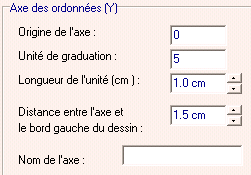 Axe des ordonnées (Y)
Origine de l'axe : 0
Unité de graduation : 5
Longueur de l'unité (cm ) : 1.0 cm
Distance entre l'axe et
le bord gauche du dessin : 1.5 cm
Nom de l'axe :